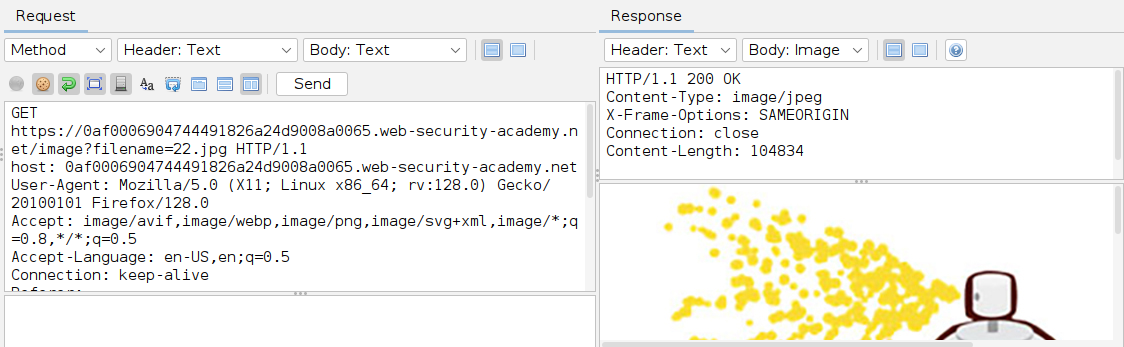 Request
Method
Header: Text
Body: Text
Send
GET
https://0af0006904744491826a24d9008a0065.web-security-academy.n
et/image?filename=22.jpg HTTP/1.1
host: 0af0006904744491826a24d9008a0065.web-security-academy.net
User-Agent: Mozilla/5.0 (X11; Linux x86_64; rv:128.0) Gecko/
20100101 Firefox/128.0
Accept: image/avif,image/webp,image/png,image/svg+xml,image/*;q
=0.8,*/*;q=0.5
Accept-Language: en-US,en;q=0.5
Connection: keep-alive
Response
Header: Text
Body: Image
HTTP/1.1 200 OK
Content-Type: image/jpeg
X-Frame-Options: SAMEORIGIN
Connection: close
Content-Length: 104834